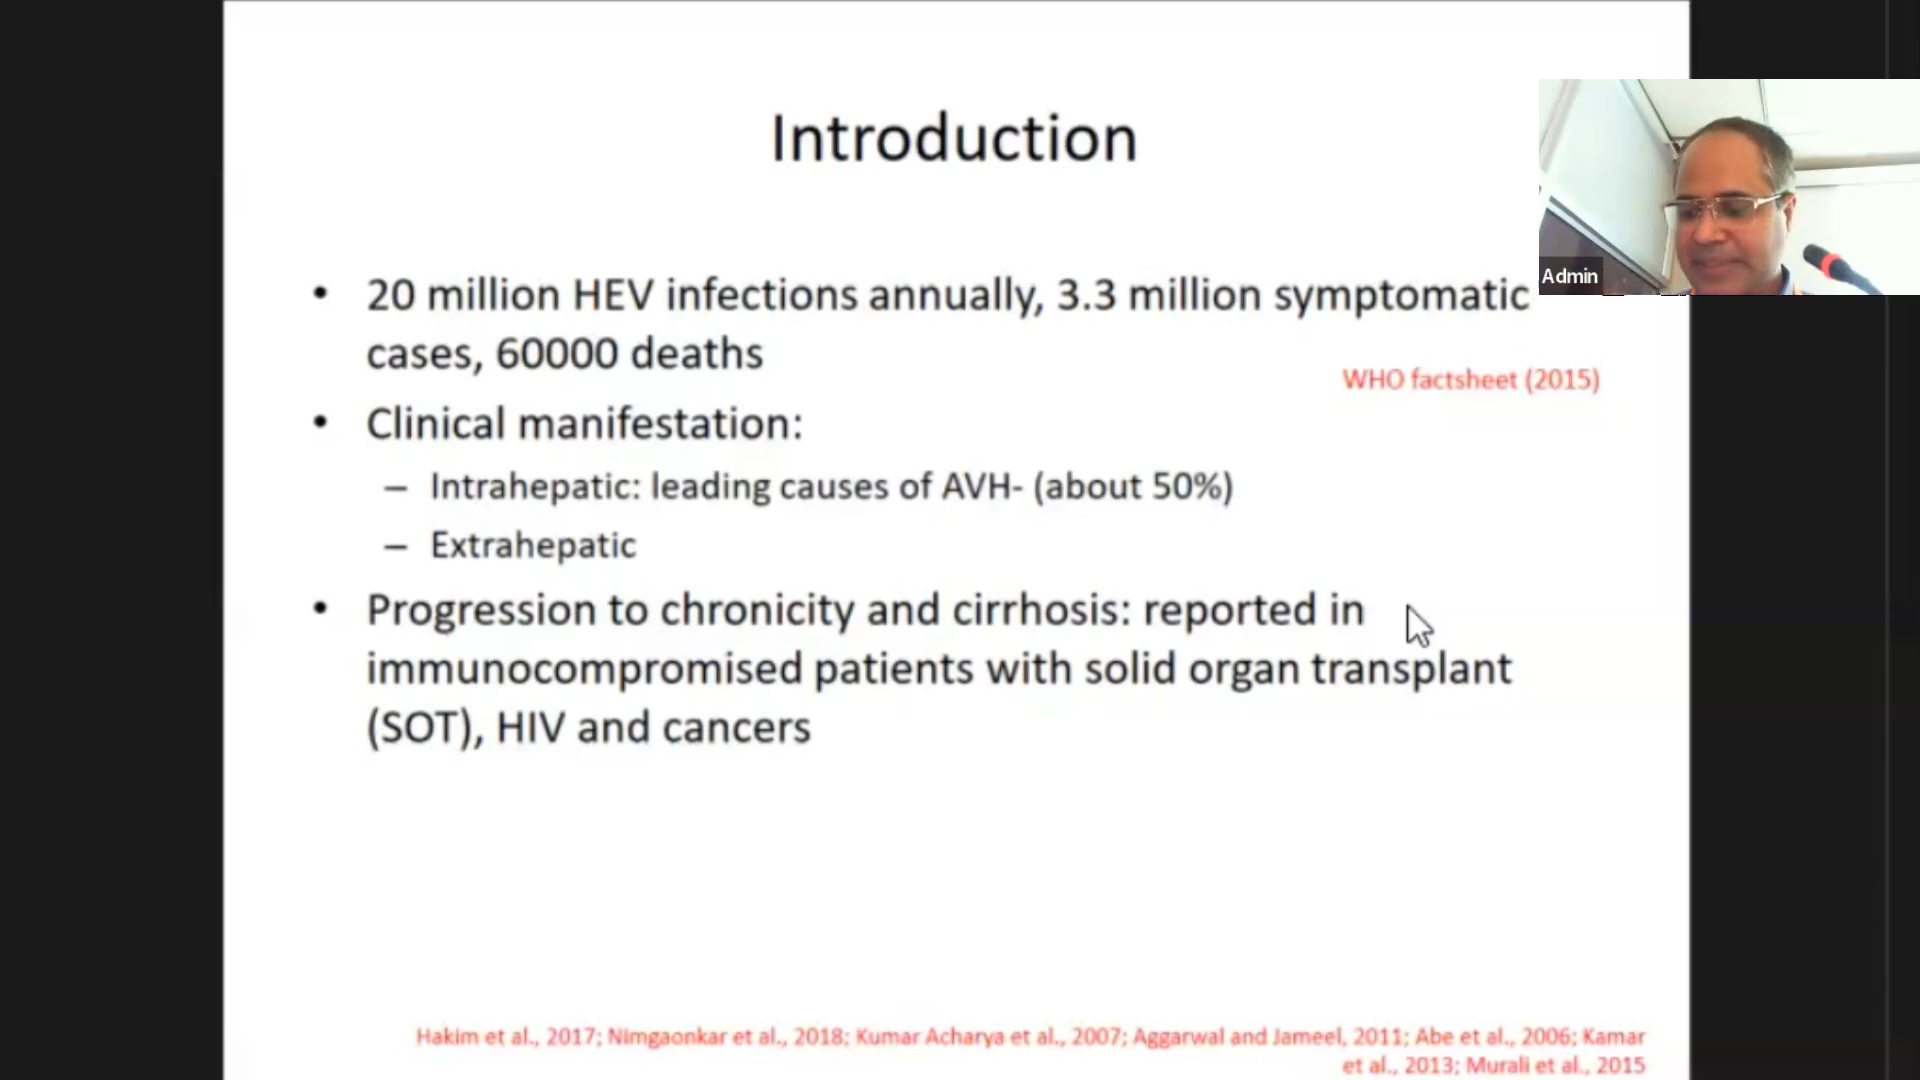 Introduction
• 20 million HEV infections annually, 3.3 million symptomatic
cases, 60000 deaths
WHO factsheet (2015)
• Clinical manifestation:
– Intrahepatic: leading causes of AVH- (about 50%)
– Extrahepatic
• Progression to chronicity and cirrhosis: reported in
immunocompromised patients with solid organ transplant
(SOT), HIV and cancers
Hakim et al., 2017; Nimgaonkar et al., 2018; Kumar Acharya et al., 2007; Aggarwal and Jameel, 2011; Abe et al., 2006; Kamar
et al., 2013; Murali et al., 2015
Admin